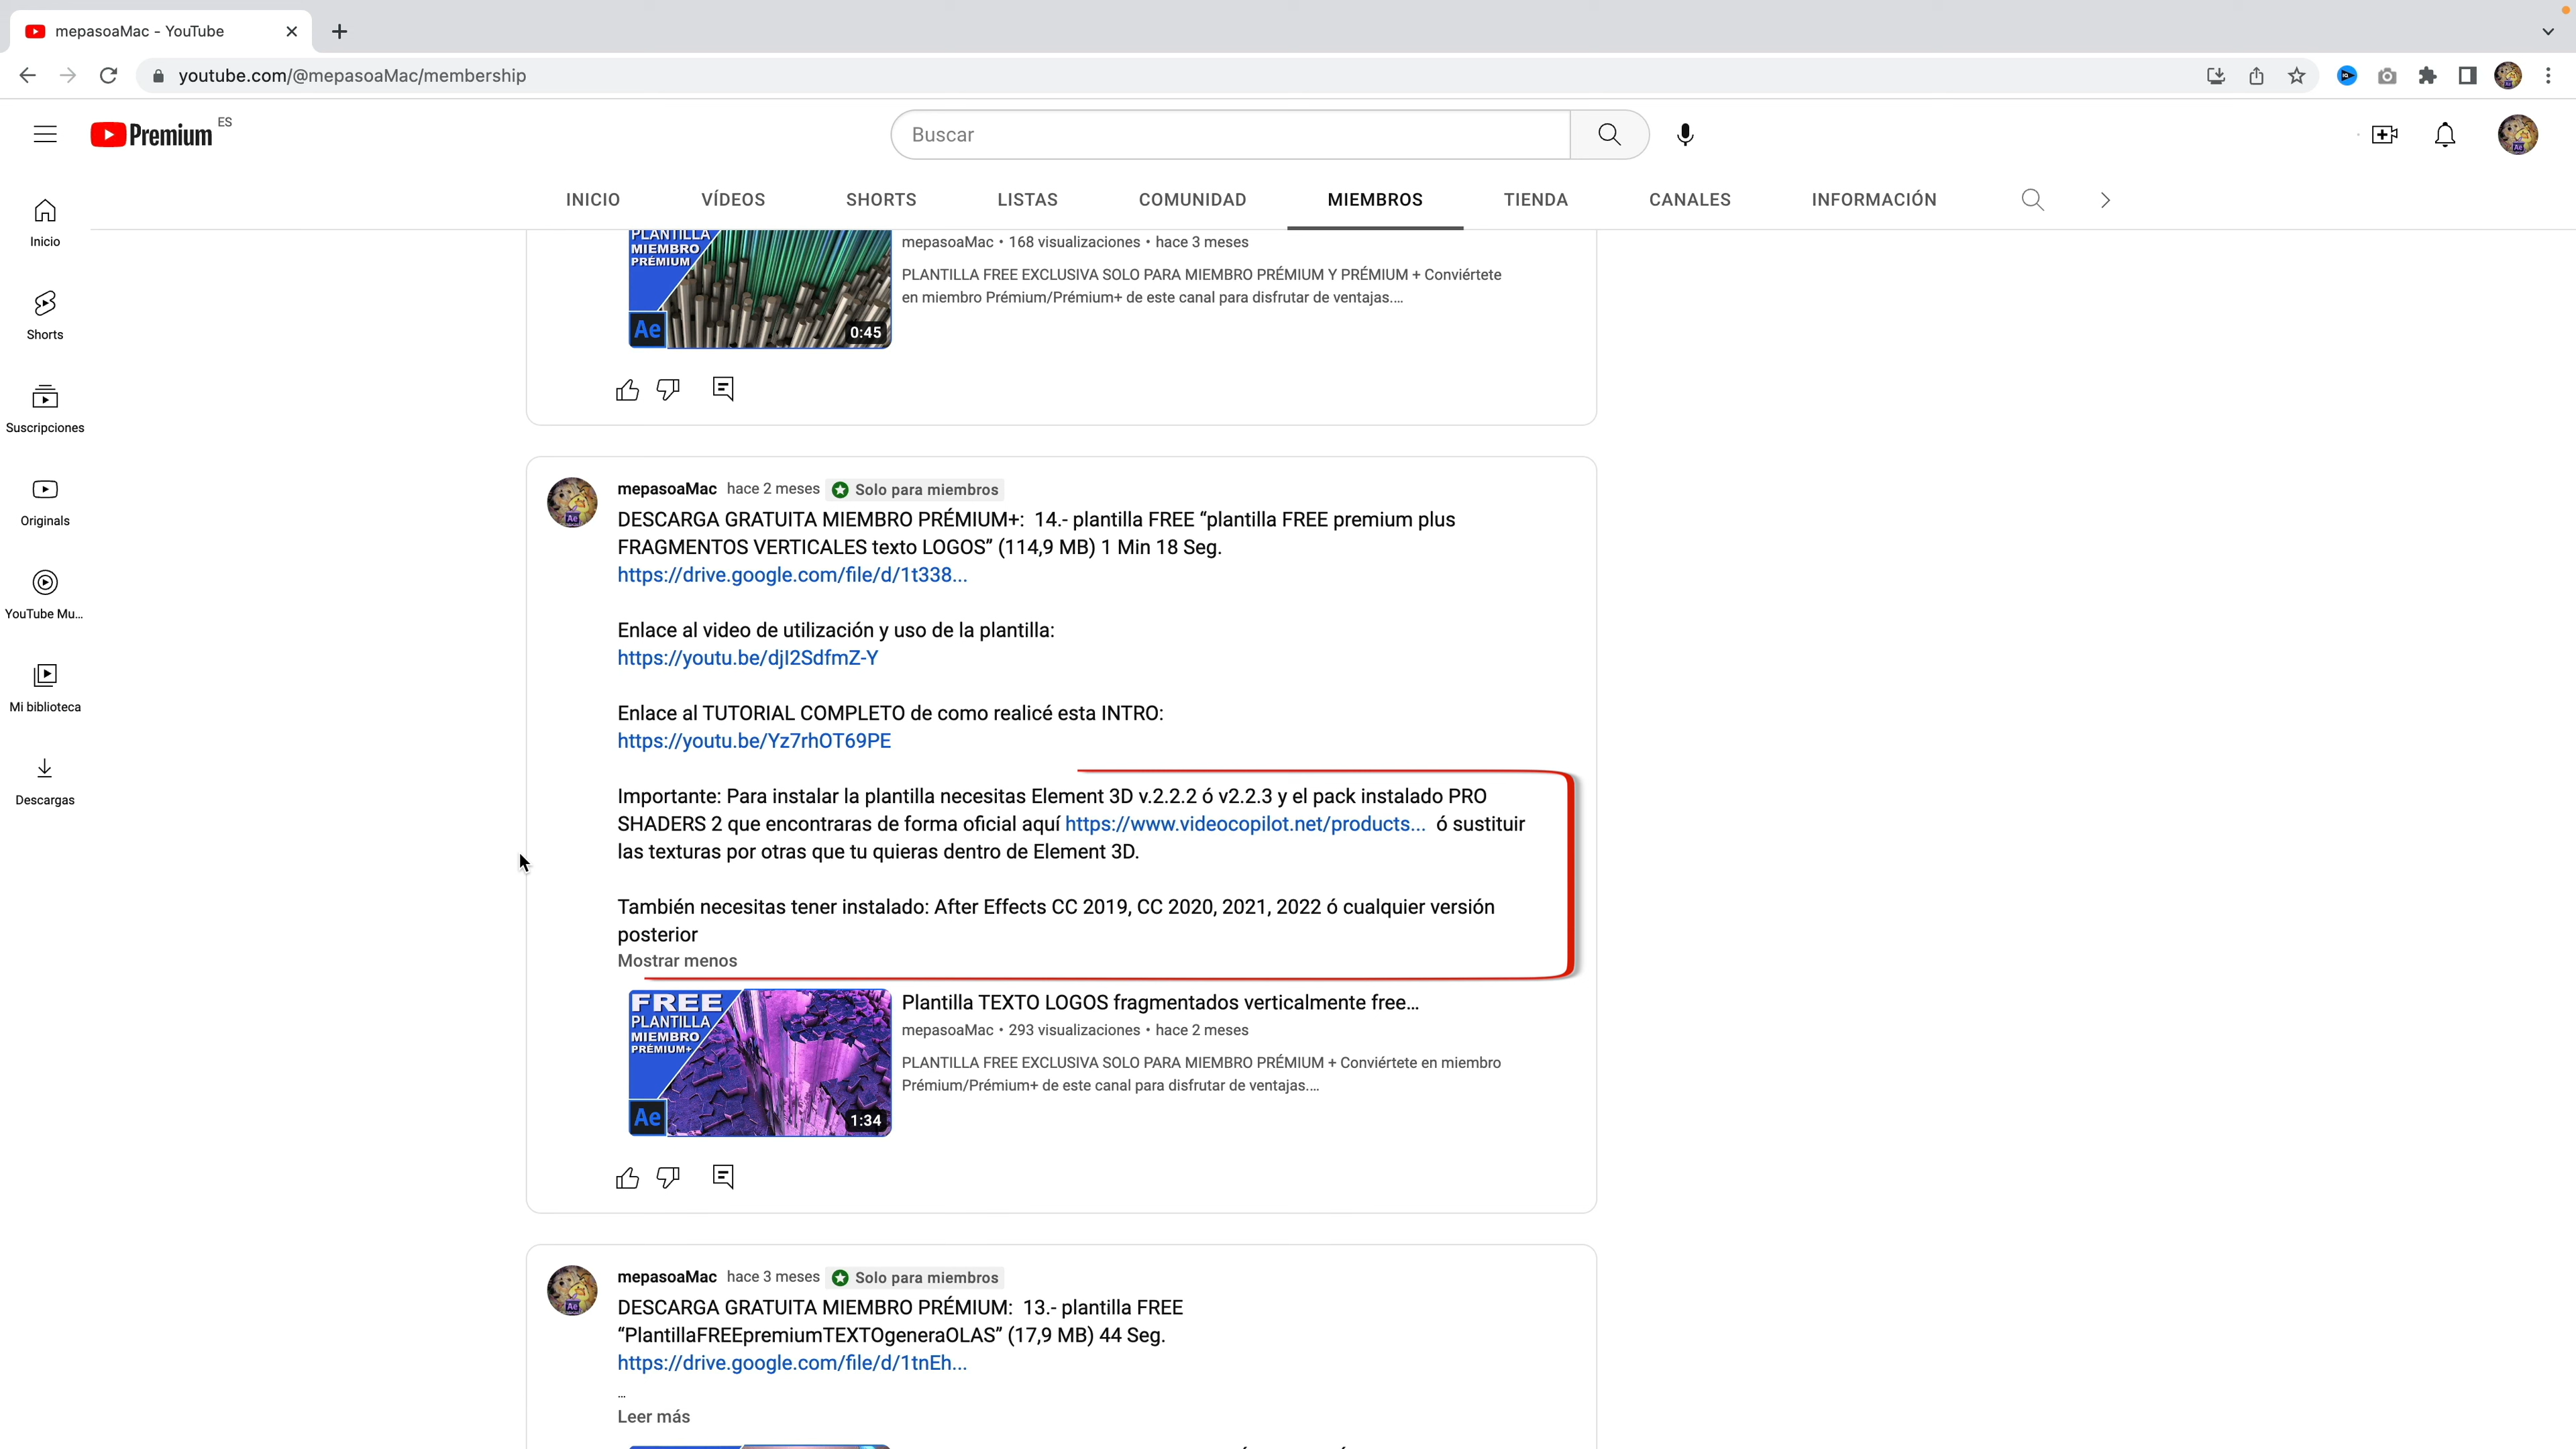 mepasoaMac - YouTube
youtube.com/@mepasoaMac/membership
Premium ES
Buscar
INICIO VÍDEOS SHORTS LISTAS COMUNIDAD MIEMBROS TIENDA CANALES INFORMACIÓN
Inicio
Shorts
Suscripciones
Originals
YouTube Mu...
Mi biblioteca
Descargas
PLANTILLA
MIEMBRO
PRÉMIUM
Ae
0:45
mepasoaMac • 168 visualizaciones • hace 3 meses
PLANTILLA FREE EXCLUSIVA SOLO PARA MIEMBRO PRÉMIUM Y PRÉMIUM + Conviértete
en miembro Prémium/Prémium+ de este canal para disfrutar de ventajas....
mepasoaMac hace 2 meses Solo para miembros
DESCARGA GRATUITA MIEMBRO PRÉMIUM+: 14.- plantilla FREE “plantilla FREE premium plus
FRAGMENTOS VERTICALES texto LOGOS” (114,9 MB) 1 Min 18 Seg.
https://drive.google.com/file/d/1t338...
Enlace al video de utilización y uso de la plantilla:
https://youtu.be/djI2SdfmZ-Y
Enlace al TUTORIAL COMPLETO de como realicé esta INTRO:
https://youtu.be/Yz7rhOT69PE
Importante: Para instalar la plantilla necesitas Element 3D v.2.2.2 ó v2.2.3 y el pack instalado PRO
SHADERS 2 que encontraras de forma oficial aquí https://www.videocopilot.net/products... ó sustituir
las texturas por otras que tu quieras dentro de Element 3D.
También necesitas tener instalado: After Effects CC 2019, CC 2020, 2021, 2022 ó cualquier versión
posterior
Mostrar menos
FREE
PLANTILLA
MIEMBRO
PRÉMIUM+
Ae
1:34
Plantilla TEXTO LOGOS fragmentados verticalmente free...
mepasoaMac • 293 visualizaciones • hace 2 meses
PLANTILLA FREE EXCLUSIVA SOLO PARA MIEMBRO PRÉMIUM + Conviértete en miembro
Prémium/Prémium+ de este canal para disfrutar de ventajas....
mepasoaMac hace 3 meses Solo para miembros
DESCARGA GRATUITA MIEMBRO PRÉMIUM: 13.- plantilla FREE
“PlantillaFREEpremiumTEXTOgeneraOLAS” (17,9 MB) 44 Seg.
https://drive.google.com/file/d/1tnEh...
...
Leer más